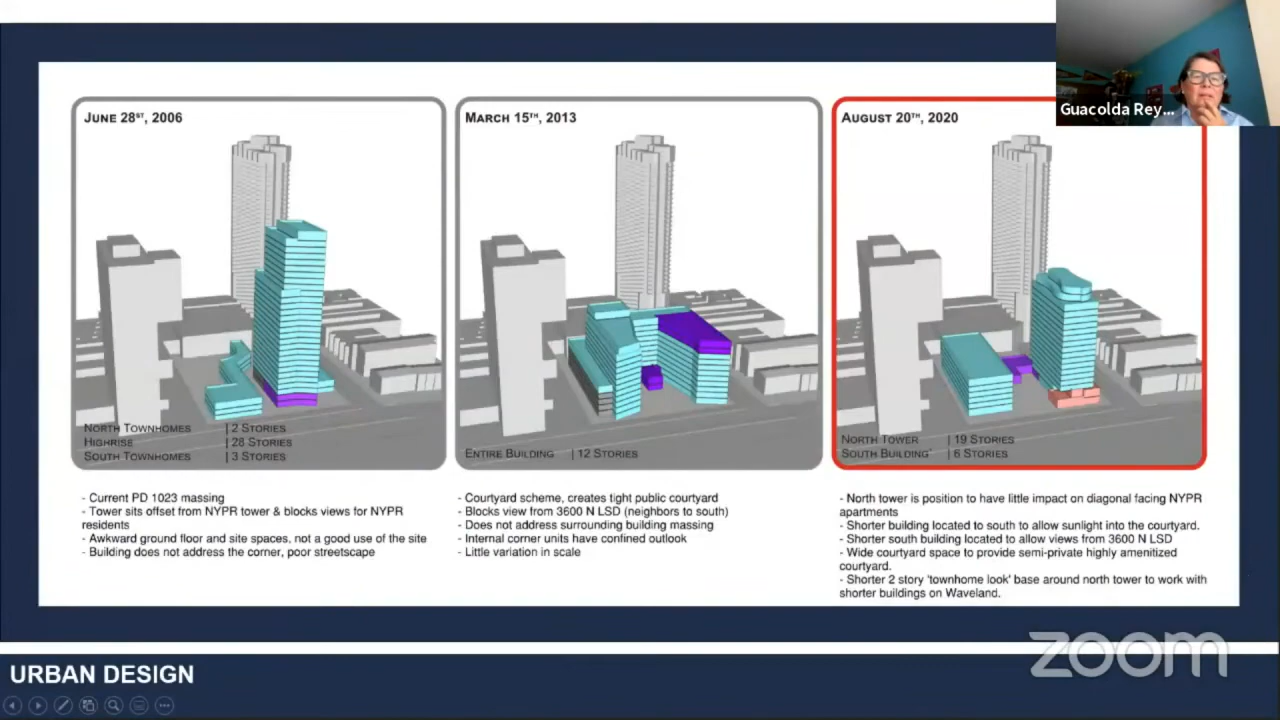 Guacolda Rey...
JUNE 28ST, 2006
NORTH TOWNHOMES | 2 STORIES
HIGHRISE | 28 STORIES
SOUTH TOWNHOMES | 3 STORIES
- Current PD 1023 massing
- Tower sits offset from NYPR tower & blocks views for NYPR
residents
- Awkward ground floor and site spaces, not a good use of the site
- Building does not address the corner, poor streetscape
MARCH 15TH, 2013
ENTIRE BUILDING | 12 STORIES
- Courtyard scheme, creates tight public courtyard
- Blocks view from 3600 N LSD (neighbors to south)
- Does not address surrounding building massing
- Internal corner units have confined outlook
- Little variation in scale
AUGUST 20TH, 2020
NORTH TOWER | 19 STORIES
SOUTH BUILDING' | 6 STORIES
- North tower is position to have little impact on diagonal facing NYPR
apartments
- Shorter building located to south to allow sunlight into the courtyard.
- Shorter south building located to allow views from 3600 N LSD
- Wide courtyard space to provide semi-private highly amenitized
courtyard.
- Shorter 2 story 'townhome look' base around north tower to work with
shorter buildings on Waveland.
zoom
URBAN DESIGN